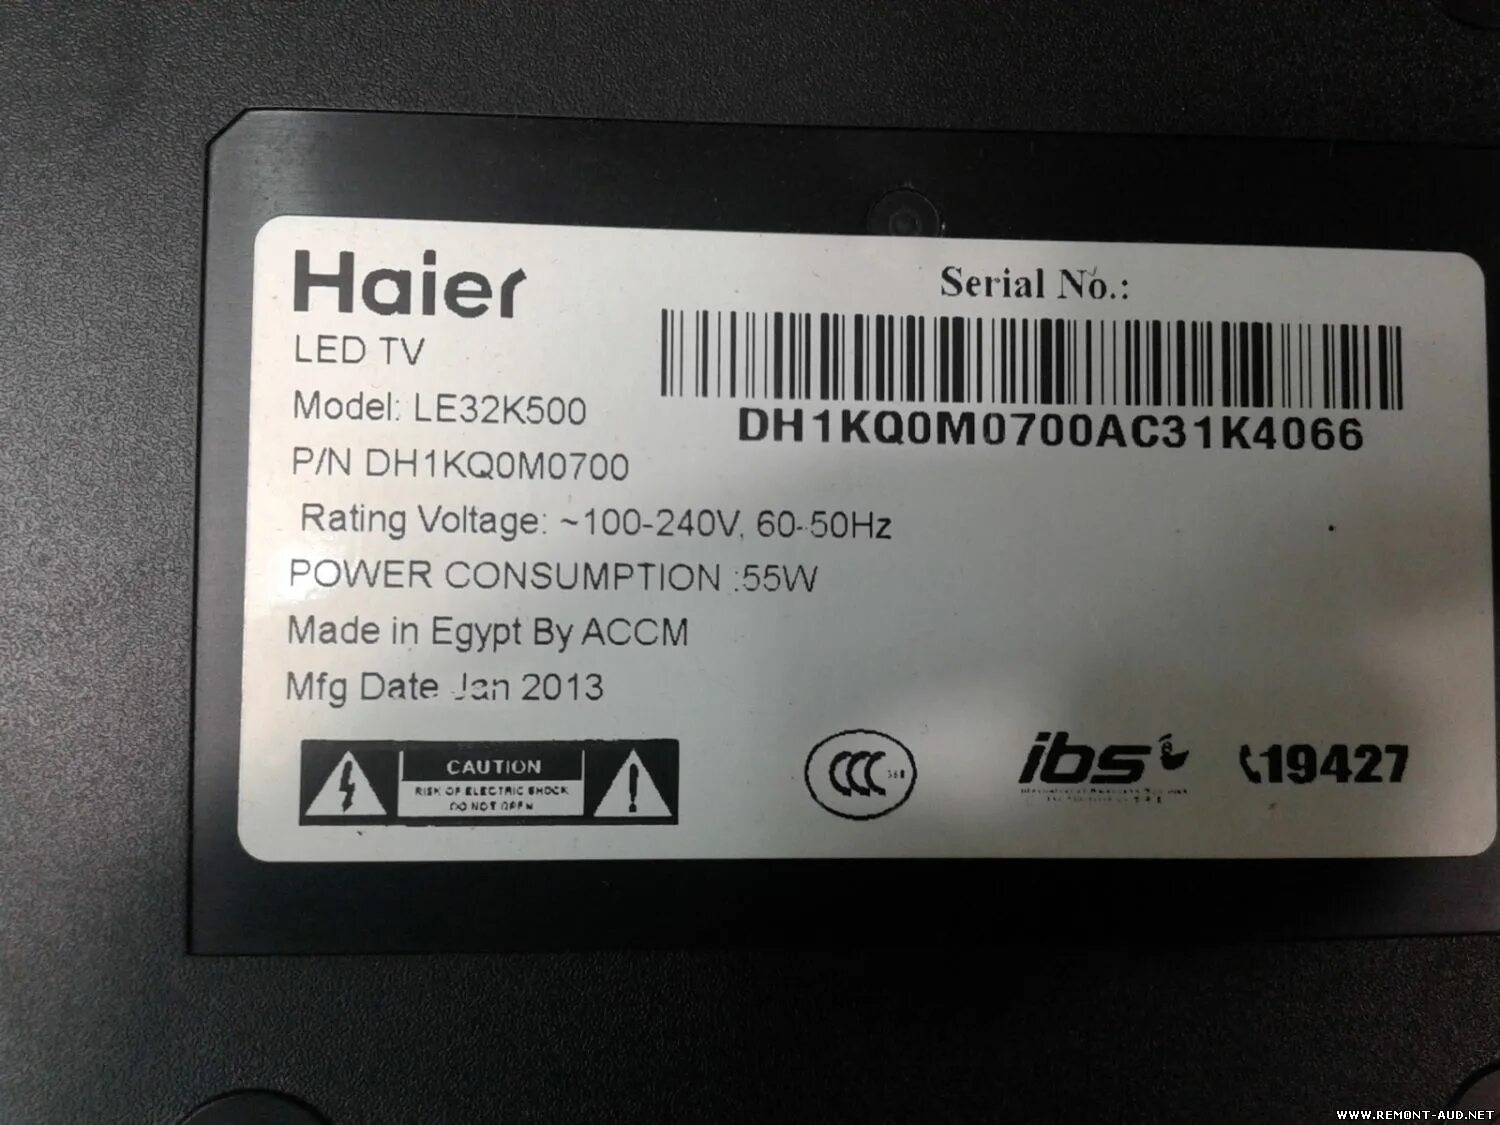 Haier
LED TV
Model: LE32K500
P/N DH1KQ0M0700
Rating Voltage: ~100-240V, 60-50Hz
POWER CONSUMPTION :55W
Made in Egypt By ACCM
Mfg Date Jan 2013
Serial No.:
DH1KQ0M0700AC31K4066
CAUTION
RISK OF ELECTRIC SHOCK
DO NOT OPEN
CCC
ibs
19427
WWW.REMONT-AUD.NET